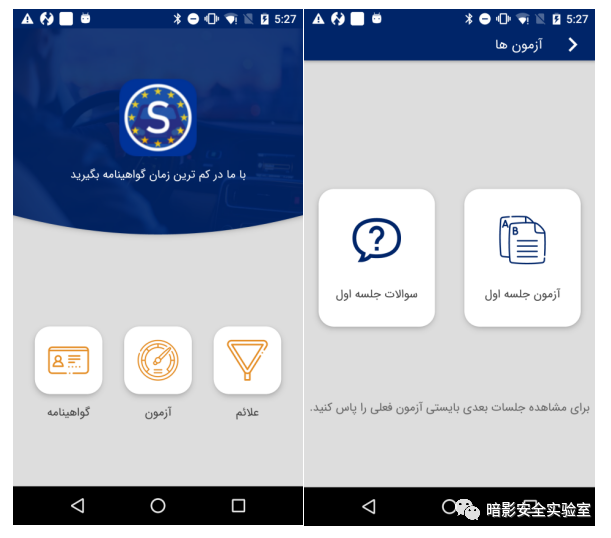 5:27
S
با ما در کم ترین زمان گواهینامه بگیرید
علائم
آزمون
گواهینامه
5:27
آزمون ها
A
B
آزمون جلسه اول
?
سوالات جلسه اول
برای مشاهده جلسات بعدی بایستی آزمون فعلی را پاس کنید.
暗影安全实验室